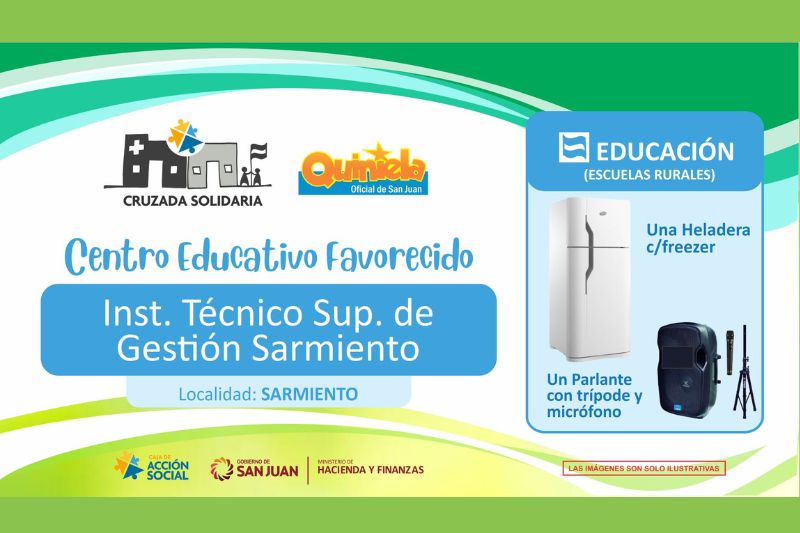 CRUZADA SOLIDARIA
Quiniela
Oficial de San Juan
Centro Educativo Favorecido
Inst. Técnico Sup. de
Gestión Sarmiento
Localidad: SARMIENTO
EDUCACIÓN
(ESCUELAS RURALES)
Una Heladera
c/freezer
Un Parlante
con trípode y
micrófono
CAJA DE
ACCIÓN
SOCIAL
GOBIERNO DE
SAN JUAN
MINISTERIO DE
HACIENDA Y FINANZAS
LAS IMÁGENES SON SOLO ILUSTRATIVAS